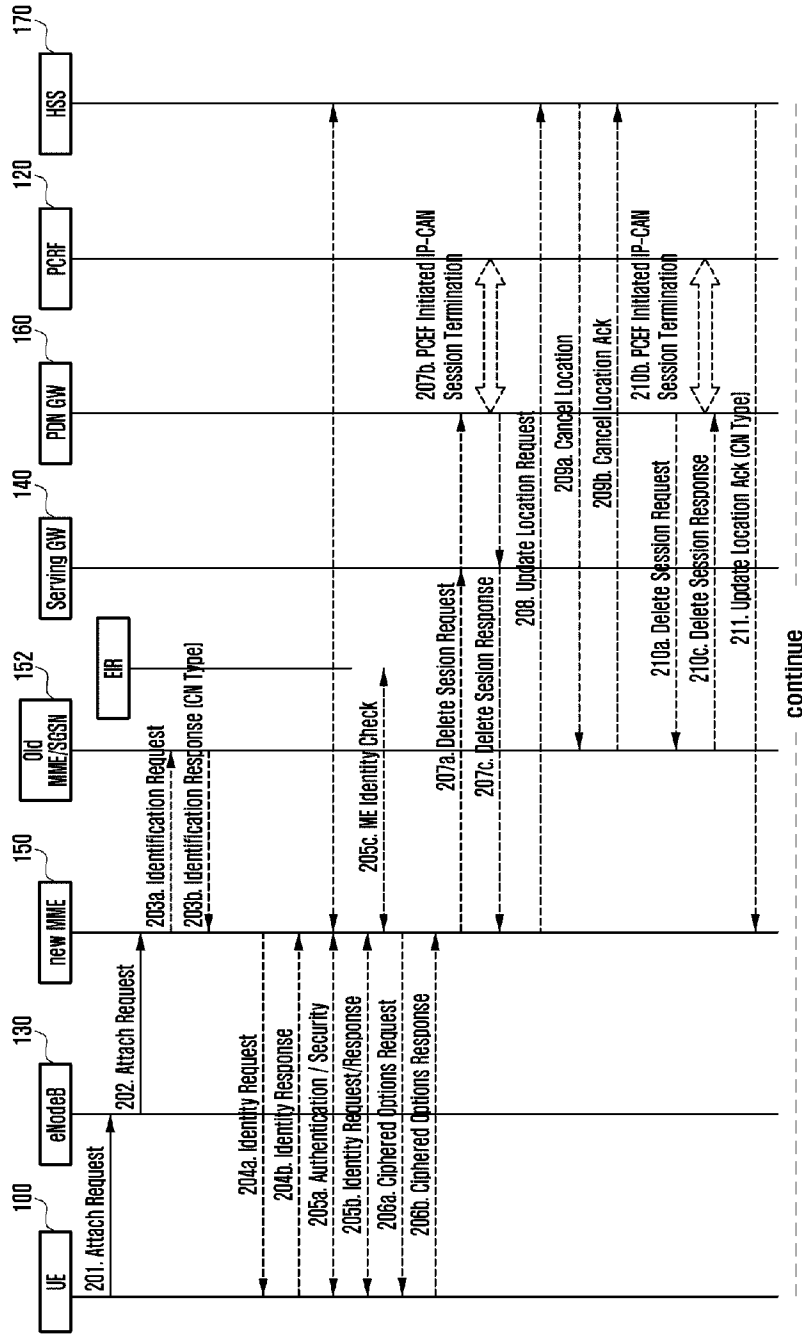 UE
100
eNodeB
130
new MME
150
Old
MME/SGSN
152
EIR
Serving GW
140
PDN GW
160
PCRF
120
HSS
170
201. Attach Request
202. Attach Request
203a. Identification Request
203b. Identification Response (CN Type)
204a. Identity Request
204b. Identity Response
205a. Authentication / Security
205b. Identity Request/Response
205c. ME Identity Check
206a. Ciphered Options Request
206b. Ciphered Options Response
207a. Delete Sesion Request
207b. PCEF Initiated IP-CAN
Session Termination
207c. Delete Session Response
208. Update Location Request
209a. Cancel Location
209b. Cancel Location Ack
210a. Delete Session Request
210b. PCEF Initiated IP-CAN
Session Termination
210c. Delete Session Response
211. Update Location Ack (CN Type)
continue